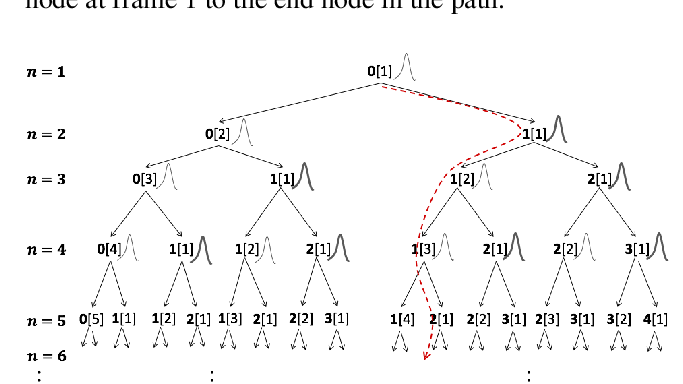 node at frame 1 to the end node in the path.
n = 1 0[1]
n = 2 0[2] 1[1]
n = 3 0[3] 1[1] 1[2] 2[1]
n = 4 0[4] 1[1] 1[2] 2[1] 1[3] 2[1] 2[2] 3[1]
n = 5 0[5] 1[1] 1[2] 2[1] 1[3] 2[1] 2[2] 3[1] 1[4] 2[1] 2[2] 3[1] 2[3] 3[1] 3[2] 4[1]
n = 6
⋮ ⋮ ⋮